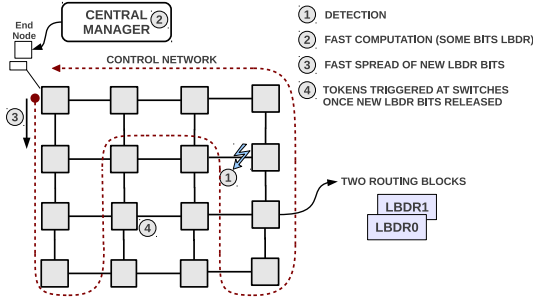 End
Node
CENTRAL
MANAGER 2
CONTROL NETWORK
1 DETECTION
2 FAST COMPUTATION (SOME BITS LBDR)
3 FAST SPREAD OF NEW LBDR BITS
4 TOKENS TRIGGERED AT SWITCHES
ONCE NEW LBDR BITS RELEASED
3
1
4
TWO ROUTING BLOCKS
LBDR1
LBDR0